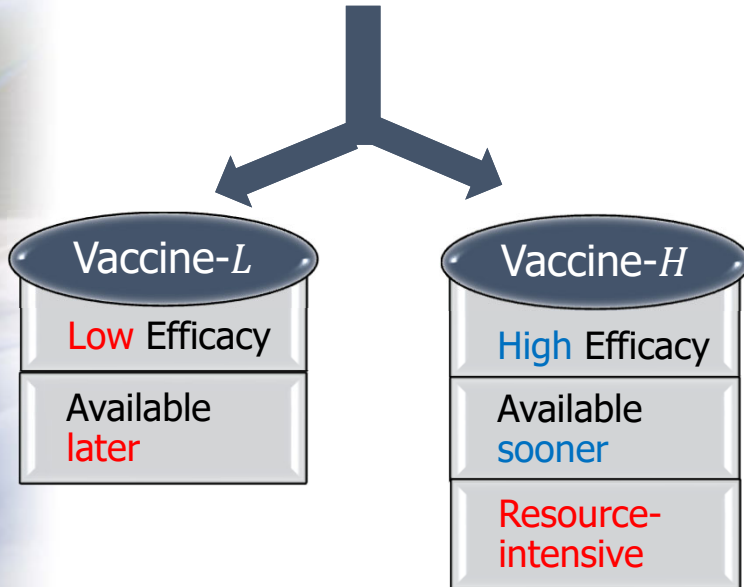 Vaccine-L
Low Efficacy
Available
later
Vaccine-H
High Efficacy
Available
sooner
Resource-
intensive